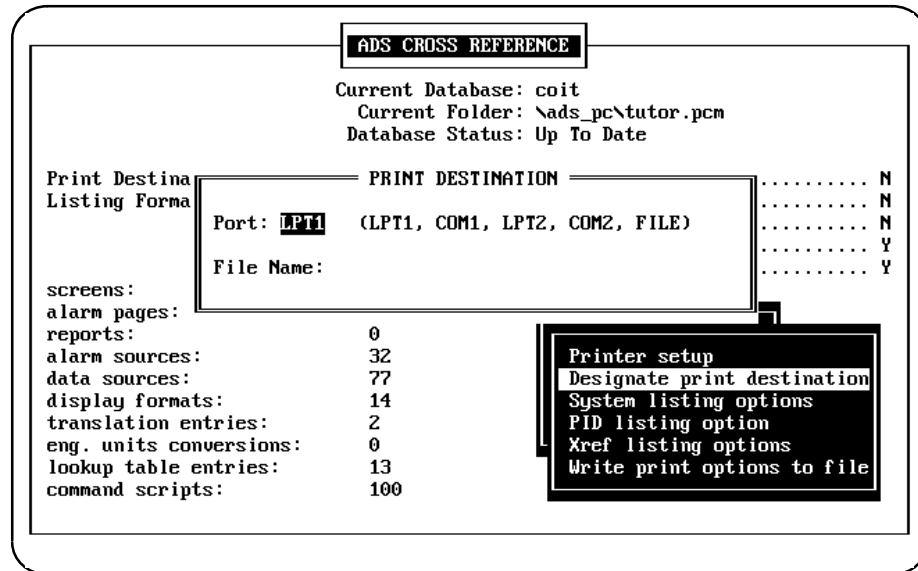 ADS CROSS REFERENCE
Current Database: coit
Current Folder: \ads_pc\tutor.pcm
Database Status: Up To Date
Print Destina
Listing Forma
.......... N
.......... N
.......... N
.......... Y
.......... Y
PRINT DESTINATION
Port: LPT1 (LPT1, COM1, LPT2, COM2, FILE)
File Name:
screens:
alarm pages:
reports: 0
alarm sources: 32
data sources: 77
display formats: 14
translation entries: 2
eng. units conversions: 0
lookup table entries: 13
command scripts: 100
Printer setup
Designate print destination
System listing options
PID listing option
Xref listing options
Write print options to file